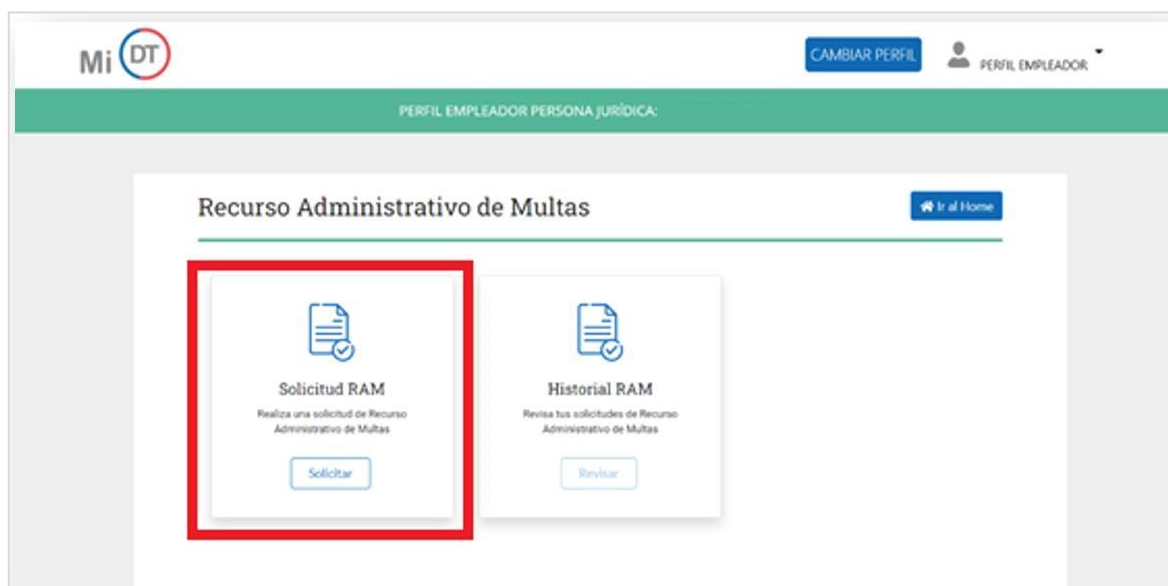 Mi DT
CAMBIAR PERFIL
PERFIL EMPLEADOR
PERFIL EMPLEADOR PERSONA JURÍDICA:
Recurso Administrativo de Multas
Ir al Home
Solicitud RAM
Realiza una solicitud de Recurso
Administrativo de Multas
Solicitar
Historial RAM
Revisa tus solicitudes de Recurso
Administrativo de Multas
Revisar